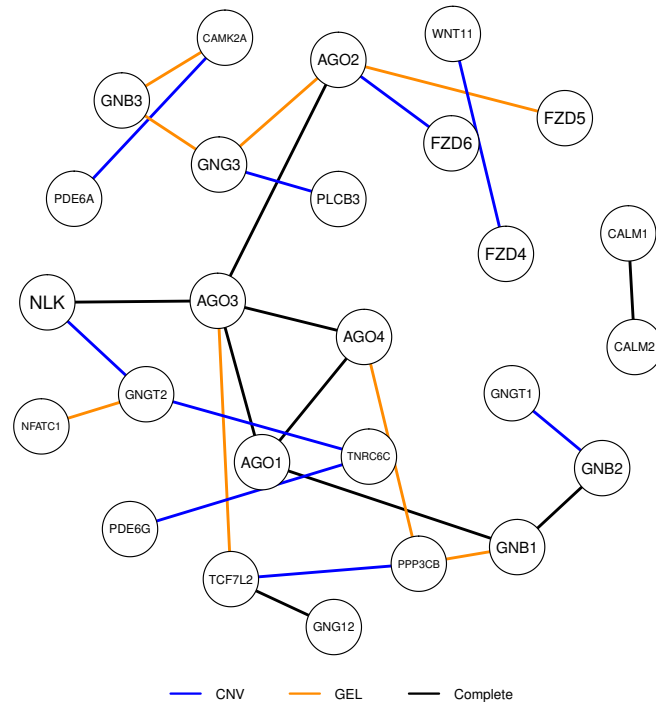 CAMK2A
WNT11
AGO2
GNB3
FZD5
FZD6
GNG3
PDE6A
PLCB3
CALM1
FZD4
NLK
AGO3
AGO4
CALM2
GNGT2
GNGT1
NFATC1
TNRC6C
AGO1
GNB2
PDE6G
GNB1
PPP3CB
TCF7L2
GNG12
CNV GEL Complete